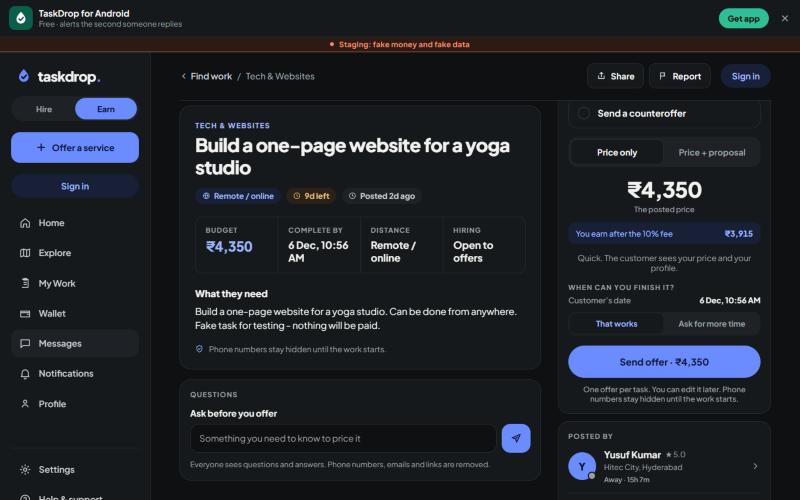 TaskDrop for Android
Free · alerts the second someone replies
Get app
Staging: fake money and fake data
taskdrop.
Hire
Earn
Offer a service
Sign in
Home
Explore
My Work
Wallet
Messages
Notifications
Profile
Settings
Help & support
Find work / Tech & Websites
Share
Report
Sign in
TECH & WEBSITES
Build a one-page website for a yoga
studio
Remote / online
9d left
Posted 2d ago
BUDGET
₹4,350
COMPLETE BY
6 Dec, 10:56
AM
DISTANCE
Remote /
online
HIRING
Open to
offers
What they need
Build a one-page website for a yoga studio. Can be done from anywhere.
Fake task for testing - nothing will be paid.
Phone numbers stay hidden until the work starts.
QUESTIONS
Ask before you offer
Something you need to know to price it
Everyone sees questions and answers. Phone numbers, emails and links are removed.
Send a counteroffer
Price only
Price + proposal
₹4,350
The posted price
You earn after the 10% fee
₹3,915
Quick. The customer sees your price and your
profile.
WHEN CAN YOU FINISH IT?
Customer's date
6 Dec, 10:56 AM
That works
Ask for more time
Send offer · ₹4,350
One offer per task. You can edit it later. Phone
numbers stay hidden until the work starts.
POSTED BY
Y
Yusuf Kumar ★ 5.0
Hitec City, Hyderabad
Away · 15h 7m